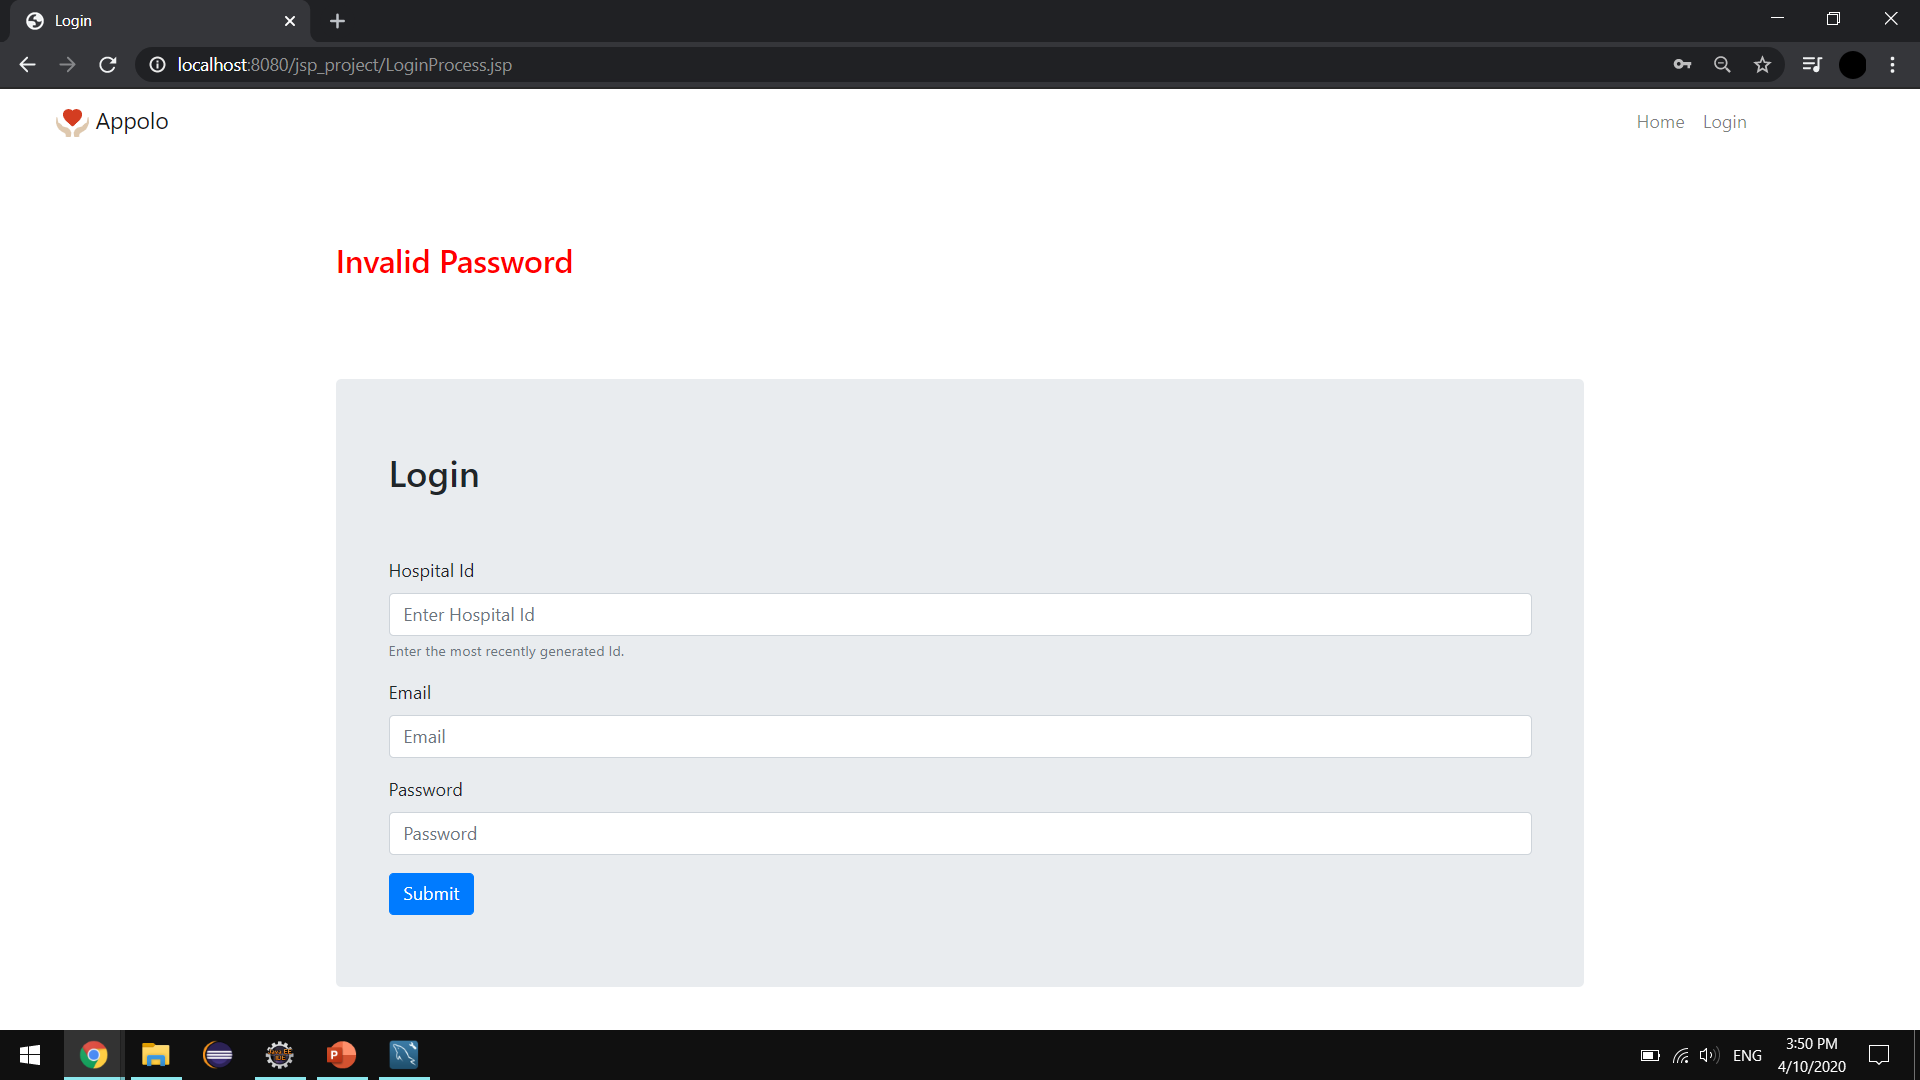 Login
localhost:8080/jsp_project/LoginProcess.jsp
Appolo
Home Login
Invalid Password
Login
Hospital Id
Enter Hospital Id
Enter the most recently generated Id.
Email
Email
Password
Password
Submit
ENG
3:50 PM
4/10/2020